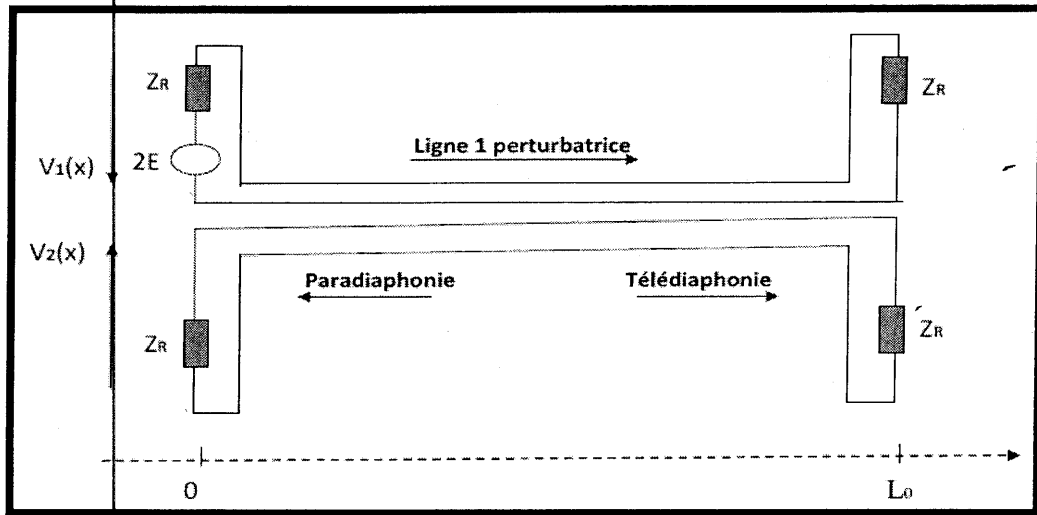 ZR
ZR
Ligne 1 perturbatrice
2E
V1(x)
V2(x)
Paradiaphonie
Télédiaphonie
ZR
ZR
0
L0